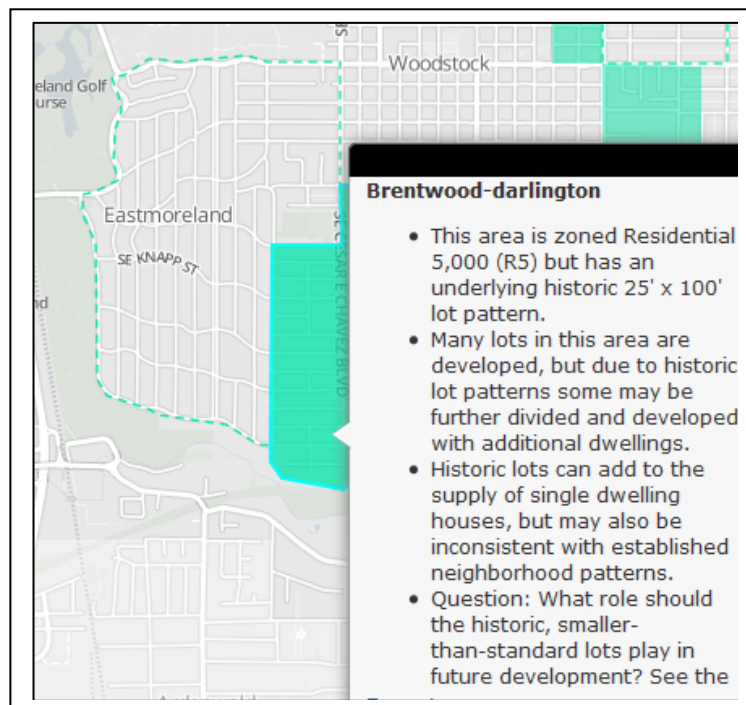 SE
Woodstock
eland Golf
urse
Brentwood-darlington
Eastmoreland
SE KNAPP ST
SE CESAR E CHAVEZ BLVD
• This area is zoned Residential
5,000 (R5) but has an
underlying historic 25' x 100'
lot pattern.
• Many lots in this area are
developed, but due to historic
lot patterns some may be
further divided and developed
with additional dwellings.
• Historic lots can add to the
supply of single dwelling
houses, but may also be
inconsistent with established
neighborhood patterns.
• Question: What role should
the historic, smaller-
than-standard lots play in
future development? See the
nd